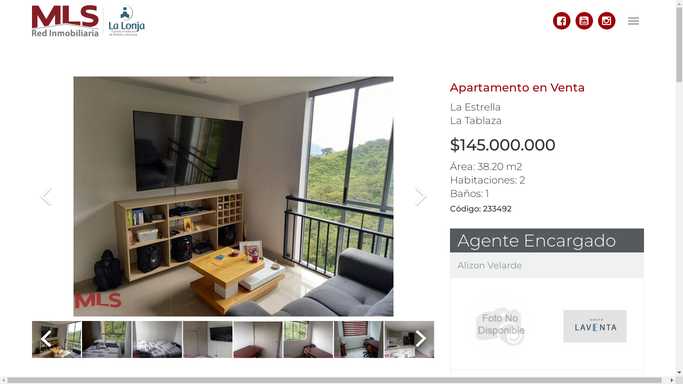 MLS
Red Inmobiliaria
La Lonja
Apartamento en Venta
La Estrella
La Tablaza
$145.000.000
Área: 38.20 m2
Habitaciones: 2
Baños: 1
Código: 233492
Agente Encargado
Alizon Velarde
Foto No
Disponible
LAVENTA
MLS